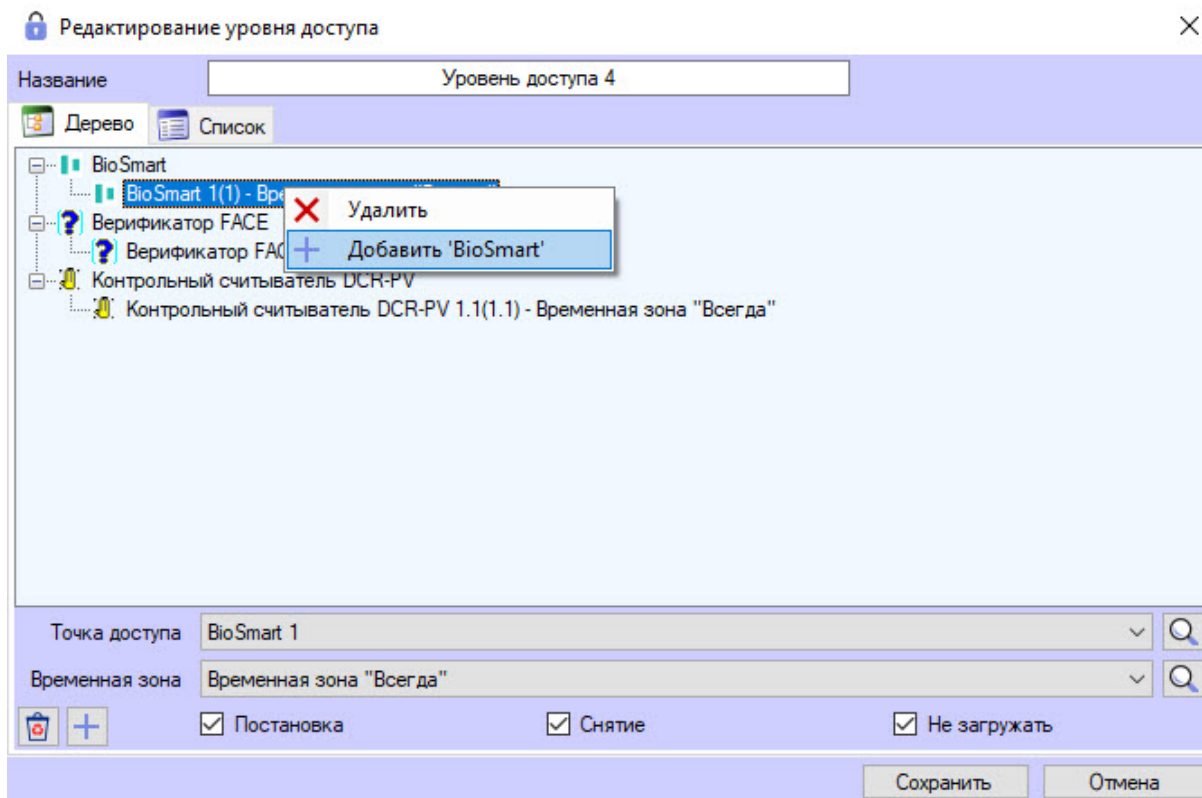 Редактирование уровня доступа
Название
Уровень доступа 4
Дерево Список
BioSmart
BioSmart 1(1) -
Удалить
Верификатор FACE
Добавить 'BioSmart'
Верификатор
Контрольный считыватель DCR-PV
Контрольный считыватель DCR-PV 1.1(1.1) - Временная зона "Всегда"
Точка доступа BioSmart 1
Временная зона Временная зона "Всегда"
Постановка Снятие Не загружать
Сохранить Отмена